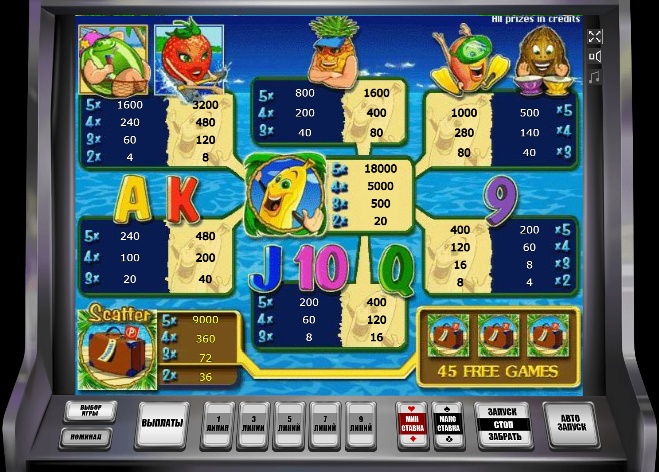 All prizes in credits
5x 1600 3200
4x 240 480
3x 60 120
2x 4 8
5x 800 1600
4x 200 400
3x 40 80
1000 500 x5
280 140 x4
80 40 x3
5x 18000
4x 5000
3x 500
2x 20
A K
5x 240 480
4x 100 200
3x 20 40
J 10 Q
5x 200 400
4x 60 120
3x 8 16
9
400 200 x5
120 60 x4
16 8 x3
8 4 x2
Scatter
5x 9000
4x 360
3x 72
2x 36
P
P P P
45 FREE GAMES
ВЫБОР ИГРЫ
НОМИНАЛ
ВЫПЛАТЫ
1 ЛИНИЯ
3 ЛИНИИ
5 ЛИНИЙ
7 ЛИНИЙ
9 ЛИНИЙ
МИН СТАВКА
МАКС СТАВКА
ЗАПУСК
СТОП
ЗАБРАТЬ
АВТО ЗАПУСК